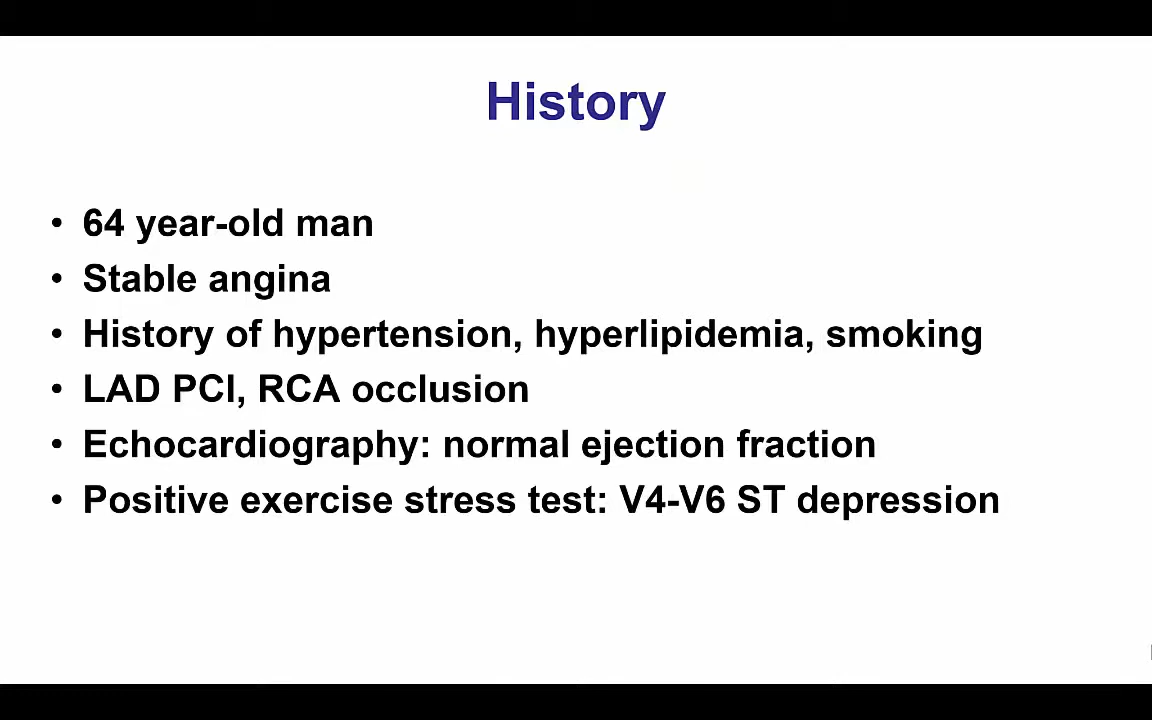 History
• 64 year-old man
• Stable angina
• History of hypertension, hyperlipidemia, smoking
• LAD PCI, RCA occlusion
• Echocardiography: normal ejection fraction
• Positive exercise stress test: V4-V6 ST depression